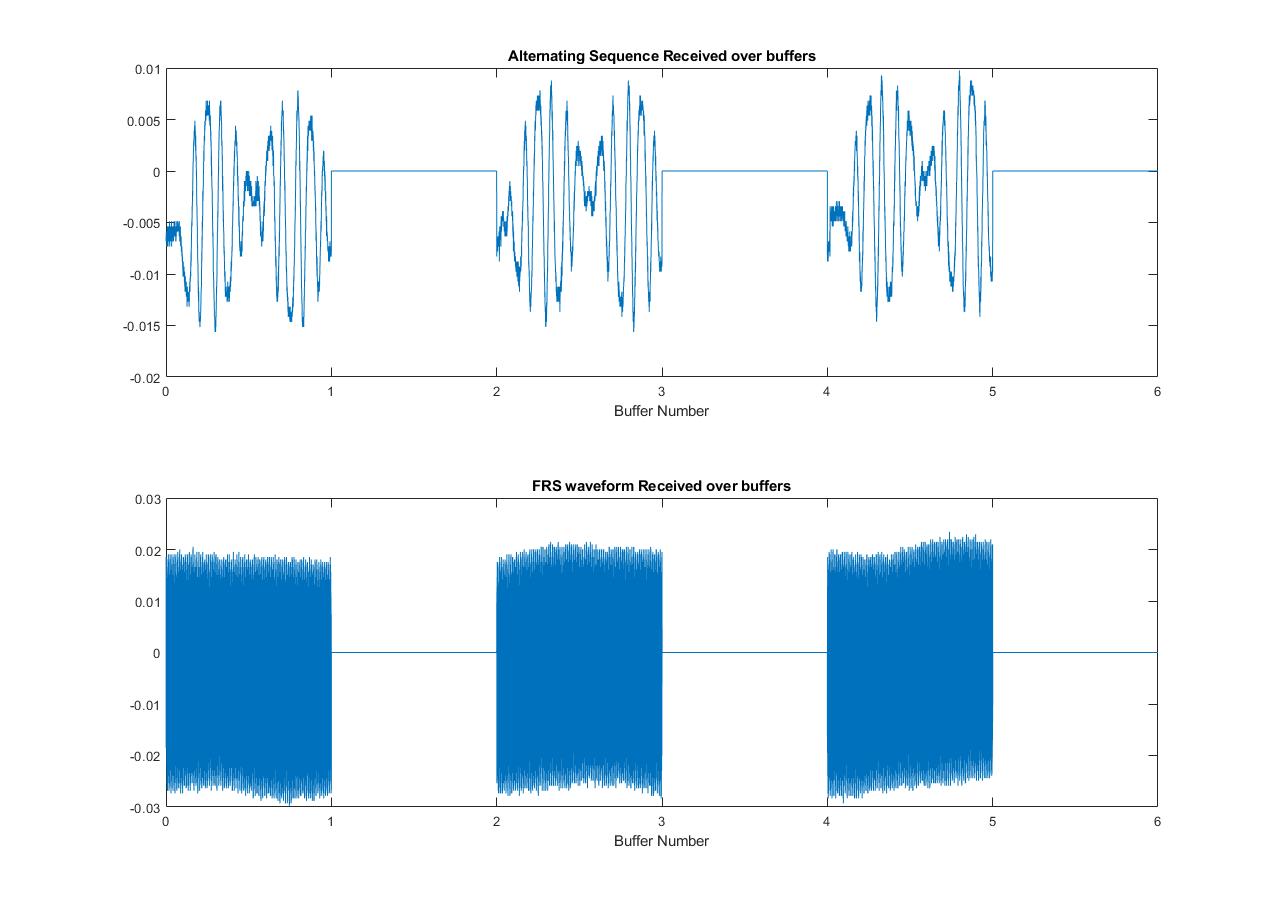 Alternating Sequence Received over buffers
0.01
0.005
0
-0.005
-0.01
-0.015
-0.02
0 1 2 3 4 5 6
Buffer Number
FRS waveform Received over buffers
0.03
0.02
0.01
0
-0.01
-0.02
-0.03
0 1 2 3 4 5 6
Buffer Number